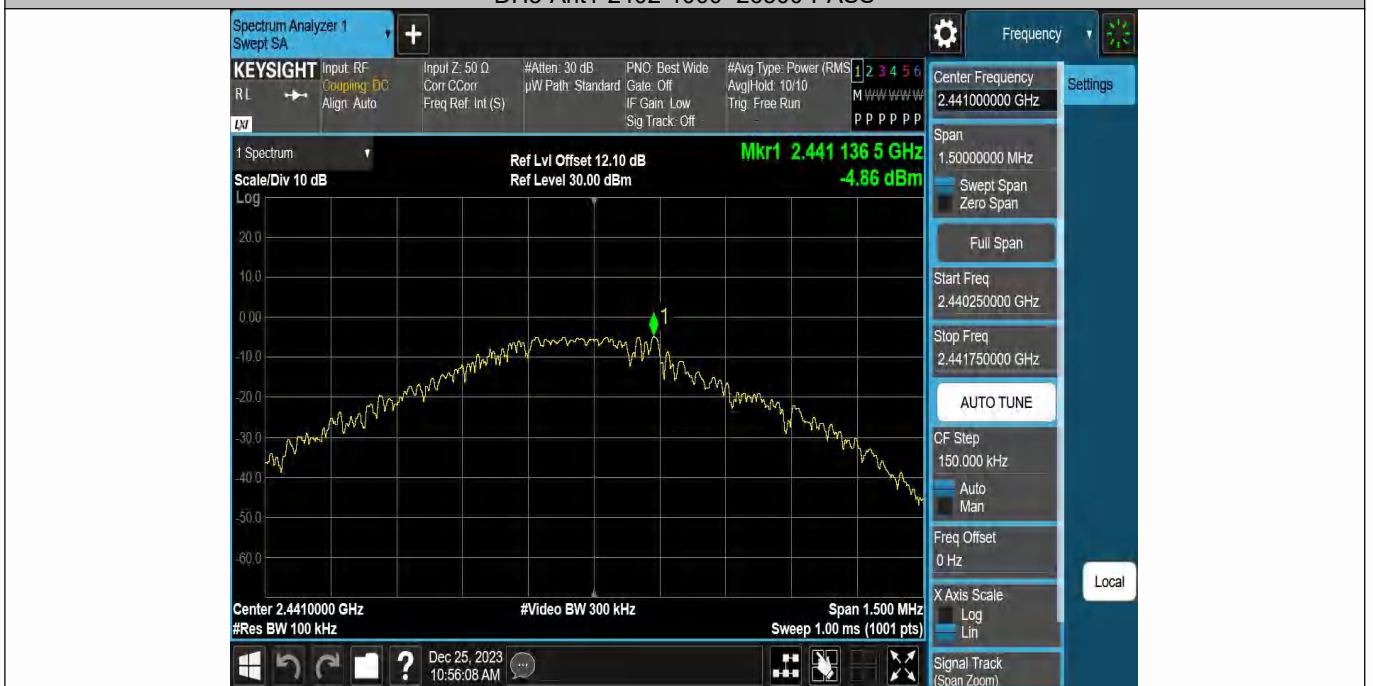 Spectrum Analyzer 1
Swept SA
+
Frequency
KEYSIGHT
RL
LXI
Input: RF
Coupling: DC
Align: Auto
Input Z: 50 Ω
Corr CCorr
Freq Ref: Int (S)
#Atten: 30 dB
µW Path: Standard
PNO: Best Wide
Gate: Off
IF Gain: Low
Sig Track: Off
#Avg Type: Power (RMS
Avg|Hold: 10/10
Trig: Free Run
1 2 3 4 5 6
M W W W W W
P P P P P P
Center Frequency
2.441000000 GHz
Settings
1 Spectrum
Scale/Div 10 dB
Ref Lvl Offset 12.10 dB
Ref Level 30.00 dBm
Mkr1 2.441 136 5 GHz
-4.86 dBm
Log
20.0
10.0
0.00
-10.0
-20.0
-30.0
-40.0
-50.0
-60.0
1
Center 2.4410000 GHz
#Res BW 100 kHz
#Video BW 300 kHz
Span 1.500 MHz
Sweep 1.00 ms (1001 pts)
Span
1.50000000 MHz
Swept Span
Zero Span
Full Span
Start Freq
2.440250000 GHz
Stop Freq
2.441750000 GHz
AUTO TUNE
CF Step
150.000 kHz
Auto
Man
Freq Offset
0 Hz
X Axis Scale
Log
Lin
Local
Signal Track
(Span Zoom)
?
Dec 25, 2023
10:56:08 AM